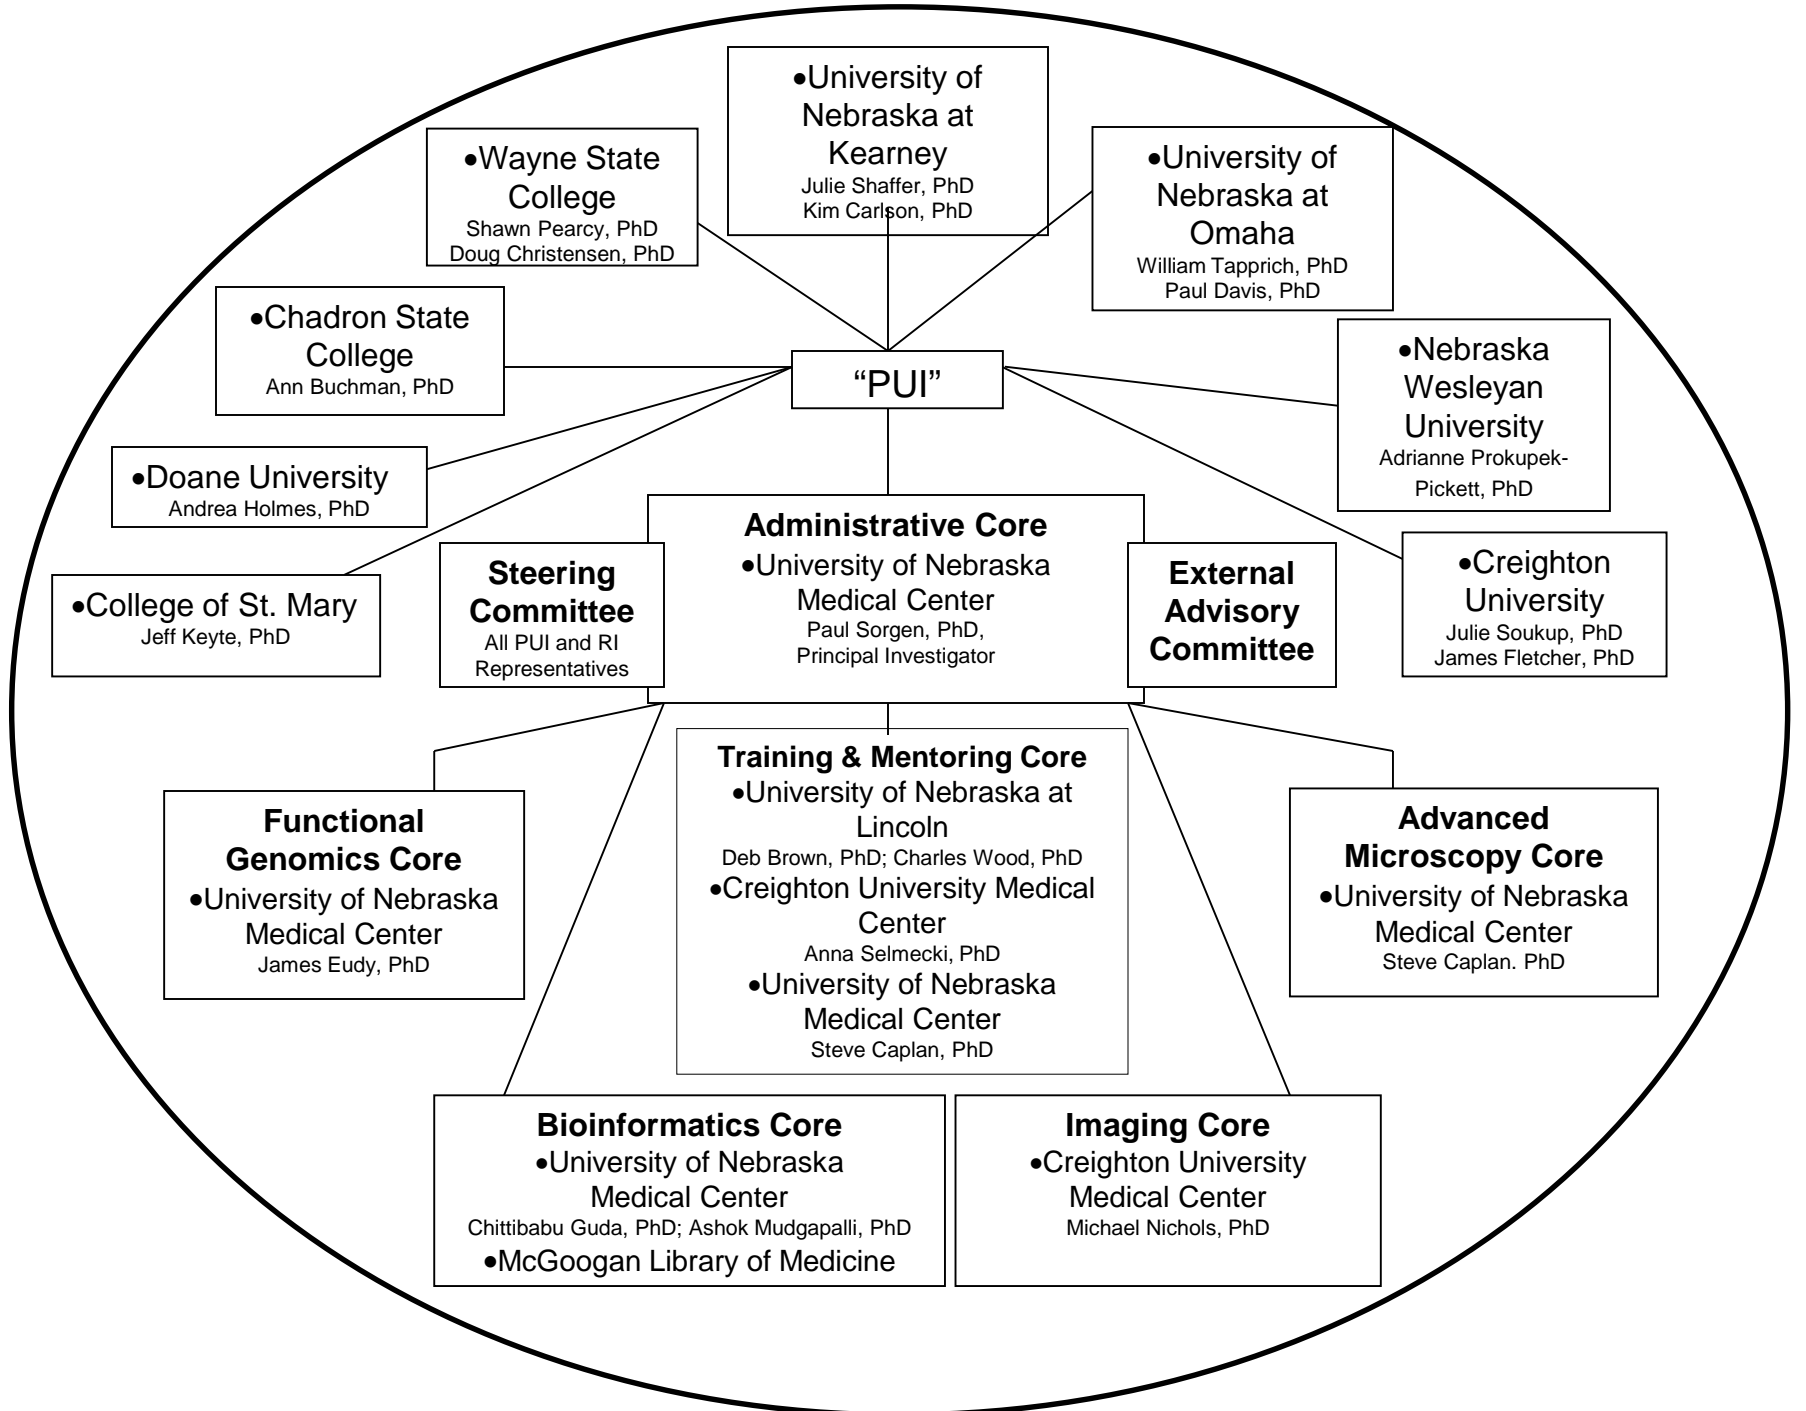 •University of
Nebraska at
Kearney
Julie Shaffer, PhD
Kim Carlson, PhD
•Wayne State
College
Shawn Pearcy, PhD
Doug Christensen, PhD
•University of
Nebraska at
Omaha
William Tapprich, PhD
Paul Davis, PhD
•Chadron State
College
Ann Buchman, PhD
•Nebraska
Wesleyan
University
Adrianne Prokupek-
Pickett, PhD
“PUI”
•Doane University
Andrea Holmes, PhD
•College of St. Mary
Jeff Keyte, PhD
Steering
Committee
All PUI and RI
Representatives
Administrative Core
•University of Nebraska
Medical Center
Paul Sorgen, PhD,
Principal Investigator
External
Advisory
Committee
•Creighton
University
Julie Soukup, PhD
James Fletcher, PhD
Functional
Genomics Core
•University of Nebraska
Medical Center
James Eudy, PhD
Training & Mentoring Core
•University of Nebraska at
Lincoln
Deb Brown, PhD; Charles Wood, PhD
•Creighton University Medical
Center
Anna Selmecki, PhD
•University of Nebraska
Medical Center
Steve Caplan, PhD
Advanced
Microscopy Core
•University of Nebraska
Medical Center
Steve Caplan. PhD
Bioinformatics Core
•University of Nebraska
Medical Center
Chittibabu Guda, PhD; Ashok Mudgapalli, PhD
•McGoogan Library of Medicine
Imaging Core
•Creighton University
Medical Center
Michael Nichols, PhD